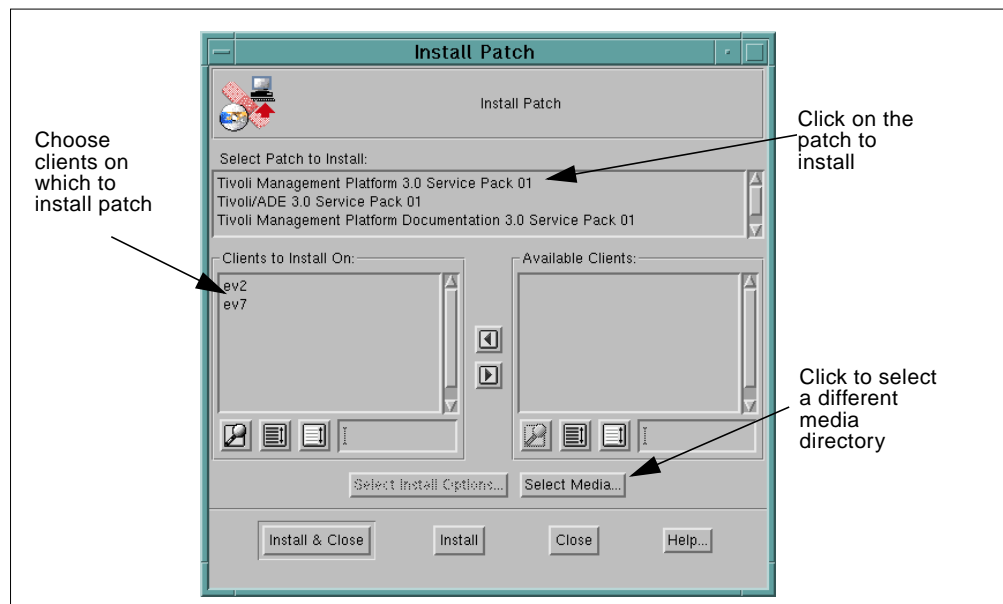 Install Patch
Install Patch
Choose
clients on
which to
install patch
Click on the
patch to
install
Select Patch to Install:
Tivoli Management Platform 3.0 Service Pack 01
Tivoli/ADE 3.0 Service Pack 01
Tivoli Management Platform Documentation 3.0 Service Pack 01
Clients to Install On:
ev2
ev7
Available Clients:
Click to select
a different
media
directory
Select Install Options...
Select Media...
Install & Close
Install
Close
Help...